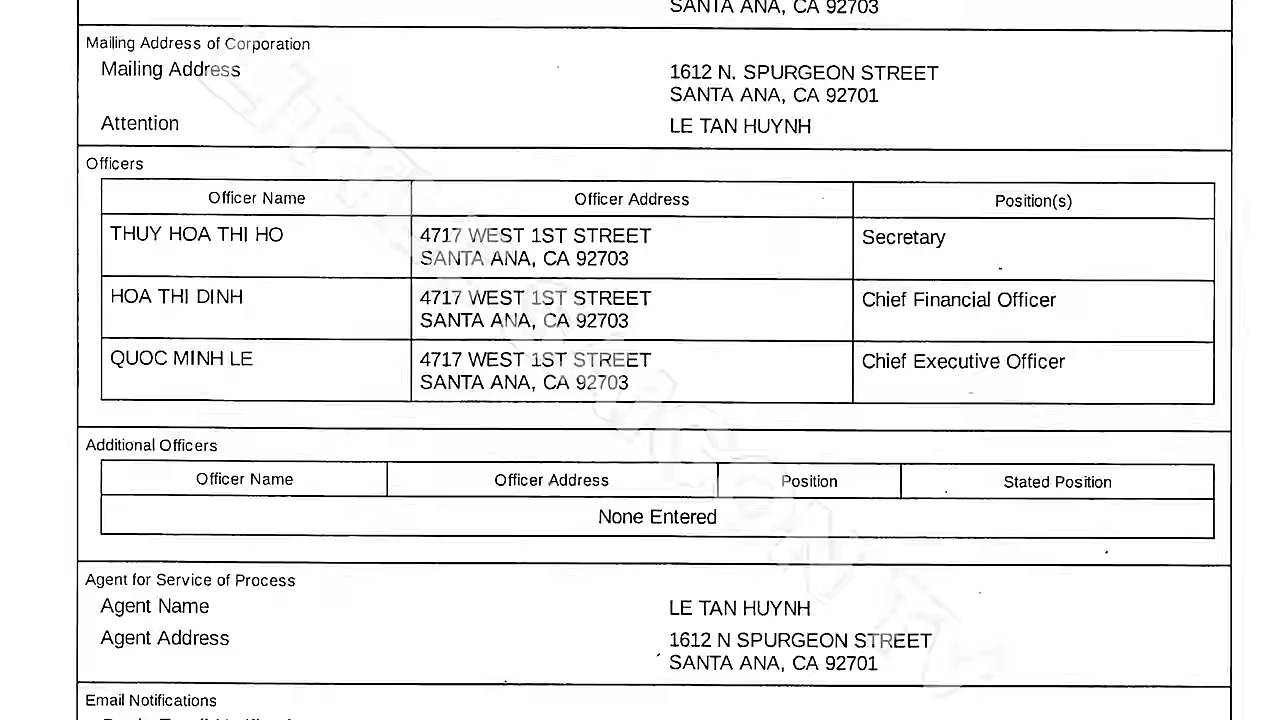 SANTA ANA, CA 92703
Mailing Address of Corporation
Mailing Address
1612 N. SPURGEON STREET
SANTA ANA, CA 92701
Attention
LE TAN HUYNH
Officers
Officer Name
Officer Address
Position(s)
THUY HOA THI HO
4717 WEST 1ST STREET
SANTA ANA, CA 92703
Secretary
HOA THI DINH
4717 WEST 1ST STREET
SANTA ANA, CA 92703
Chief Financial Officer
QUOC MINH LE
4717 WEST 1ST STREET
SANTA ANA, CA 92703
Chief Executive Officer
Additional Officers
Officer Name
Officer Address
Position
Stated Position
None Entered
Agent for Service of Process
Agent Name
LE TAN HUYNH
Agent Address
1612 N SPURGEON STREET
SANTA ANA, CA 92701
Email Notifications